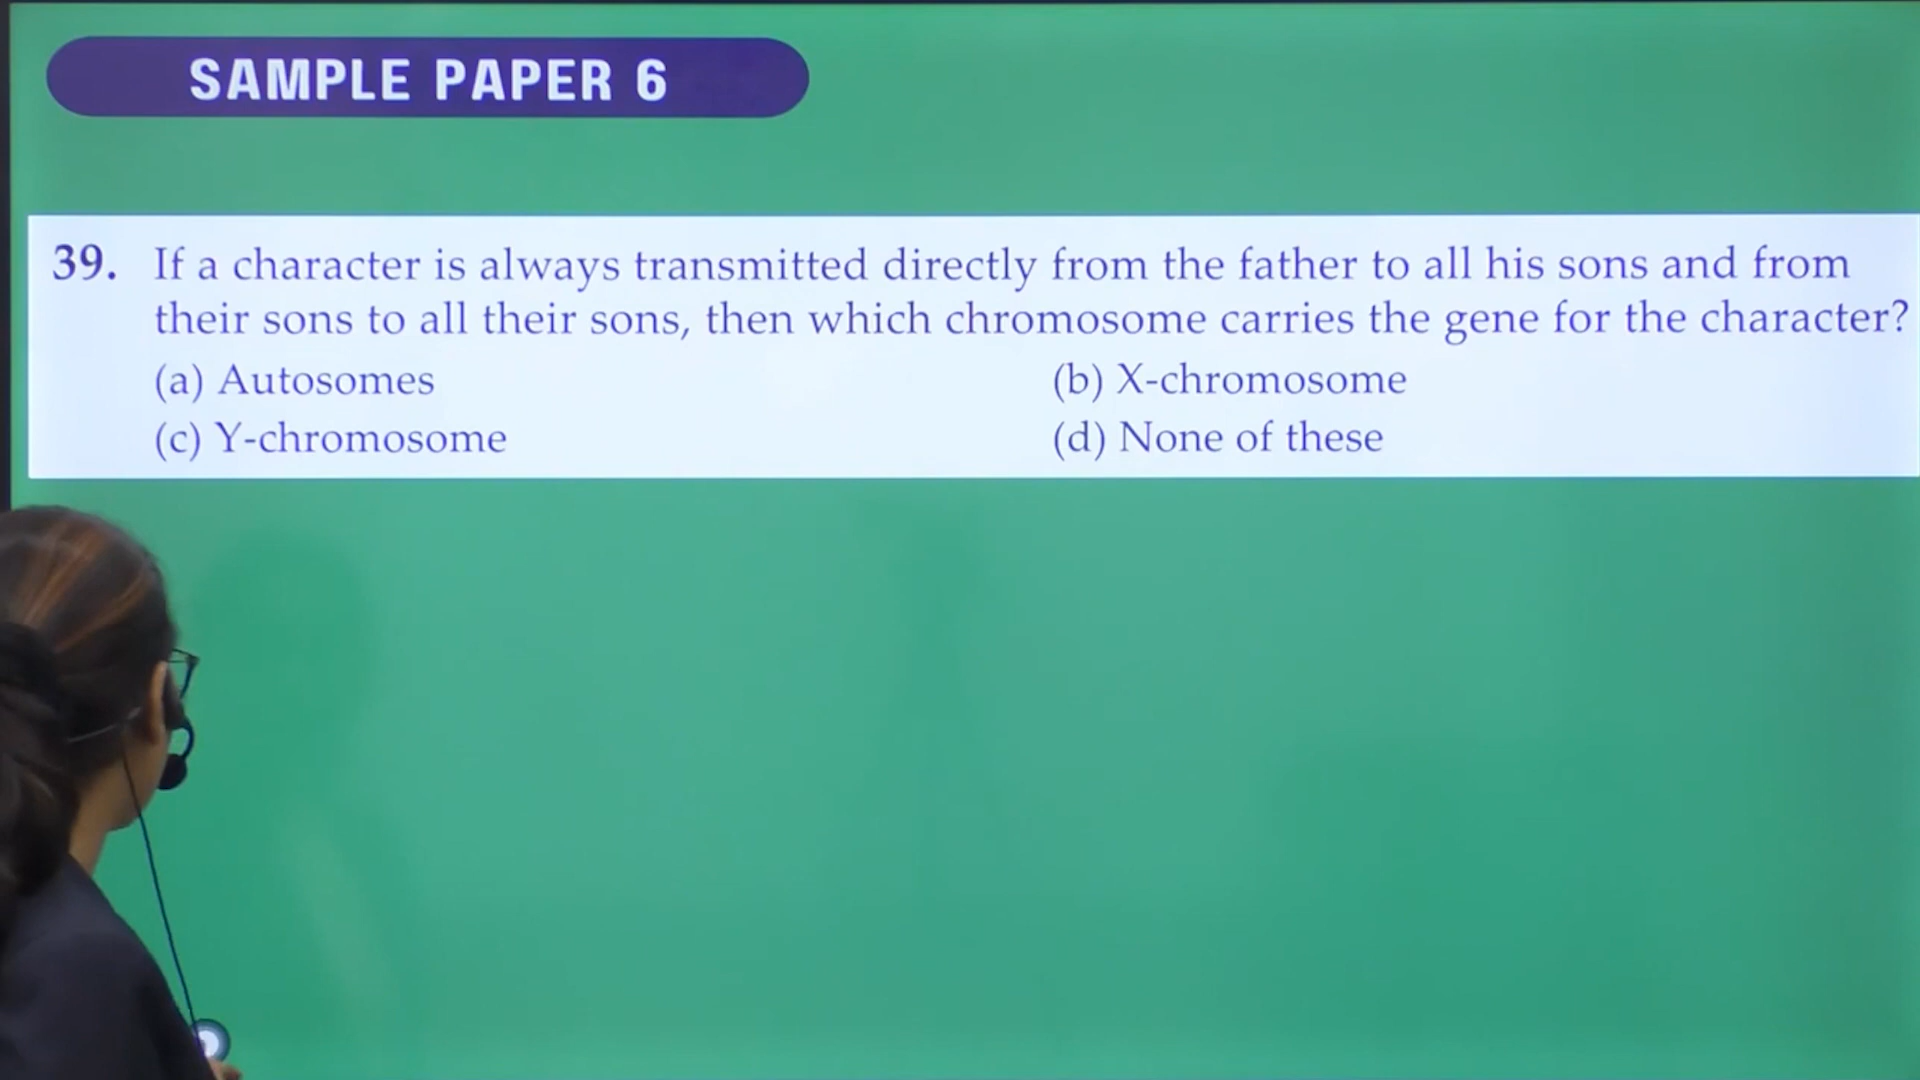 SAMPLE PAPER 6
39. If a character is always transmitted directly from the father to all his sons and from
their sons to all their sons, then which chromosome carries the gene for the character?
(a) Autosomes (b) X-chromosome
(c) Y-chromosome (d) None of these